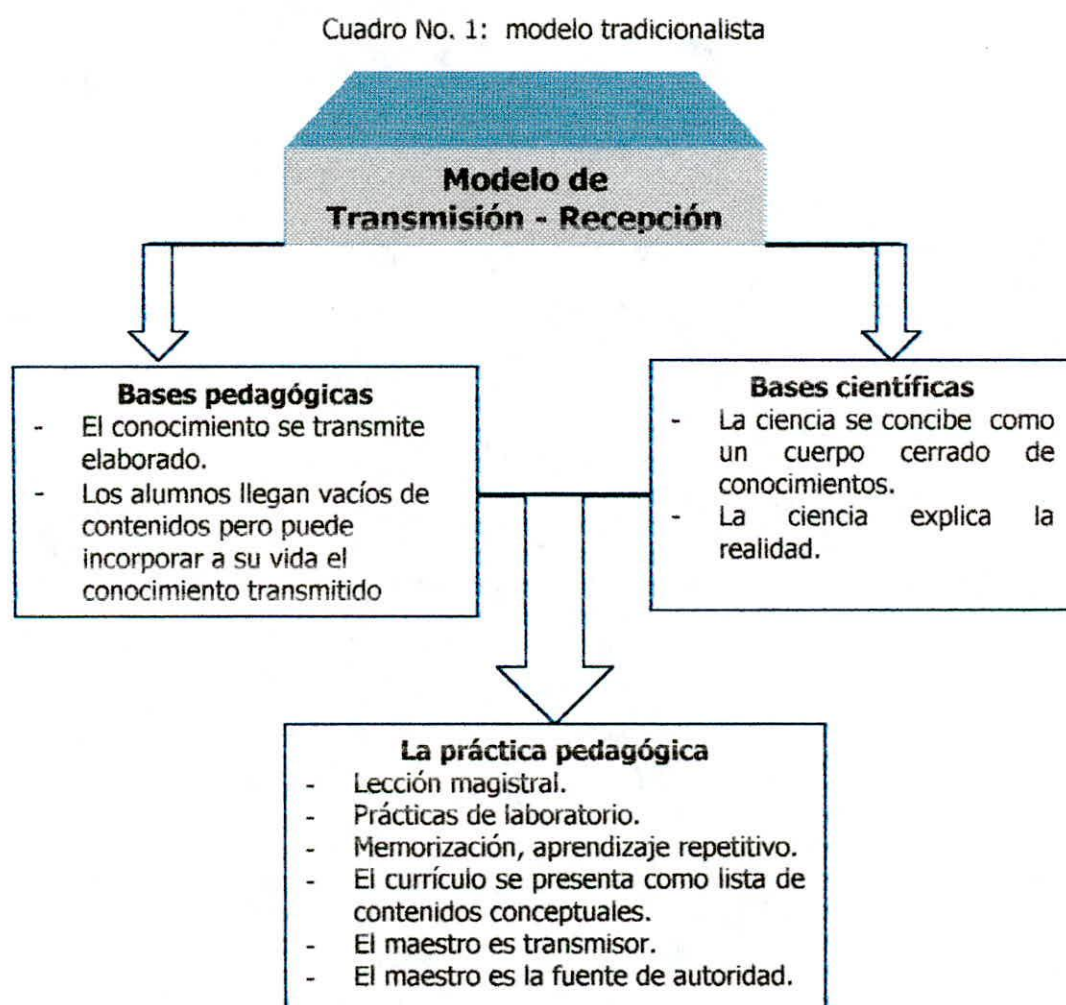 Cuadro No. 1: modelo tradicionalista
Modelo de
Transmisión - Recepción
Bases pedagógicas
- El conocimiento se transmite
elaborado.
- Los alumnos llegan vacíos de
contenidos pero puede
incorporar a su vida el
conocimiento transmitido
Bases científicas
- La ciencia se concibe como
un cuerpo cerrado de
conocimientos.
- La ciencia explica la
realidad.
La práctica pedagógica
- Lección magistral.
- Prácticas de laboratorio.
- Memorización, aprendizaje repetitivo.
- El currículo se presenta como lista de
contenidos conceptuales.
- El maestro es transmisor.
- El maestro es la fuente de autoridad.